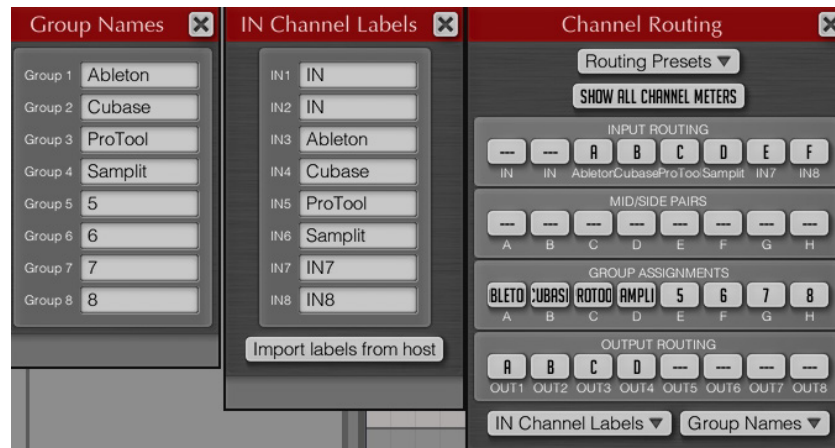 Group Names
Group 1 Ableton
Group 2 Cubase
Group 3 ProTool
Group 4 Samplit
Group 5 5
Group 6 6
Group 7 7
Group 8 8
IN Channel Labels
IN1 IN
IN2 IN
IN3 Ableton
IN4 Cubase
IN5 ProTool
IN6 Samplit
IN7 IN7
IN8 IN8
Import labels from host
Channel Routing
Routing Presets
SHOW ALL CHANNEL METERS
INPUT ROUTING
--- --- A B C D E F
IN IN Ableton Cubase ProTool Samplit IN7 IN8
MID/SIDE PAIRS
--- --- --- --- --- --- --- ---
A B C D E F G H
GROUP ASSIGNMENTS
BLETO CUBASE ROTOO AMPLI 5 6 7 8
A B C D E F G H
OUTPUT ROUTING
A B C D --- --- --- ---
OUT1 OUT2 OUT3 OUT4 OUT5 OUT6 OUT7 OUT8
IN Channel Labels Group Names